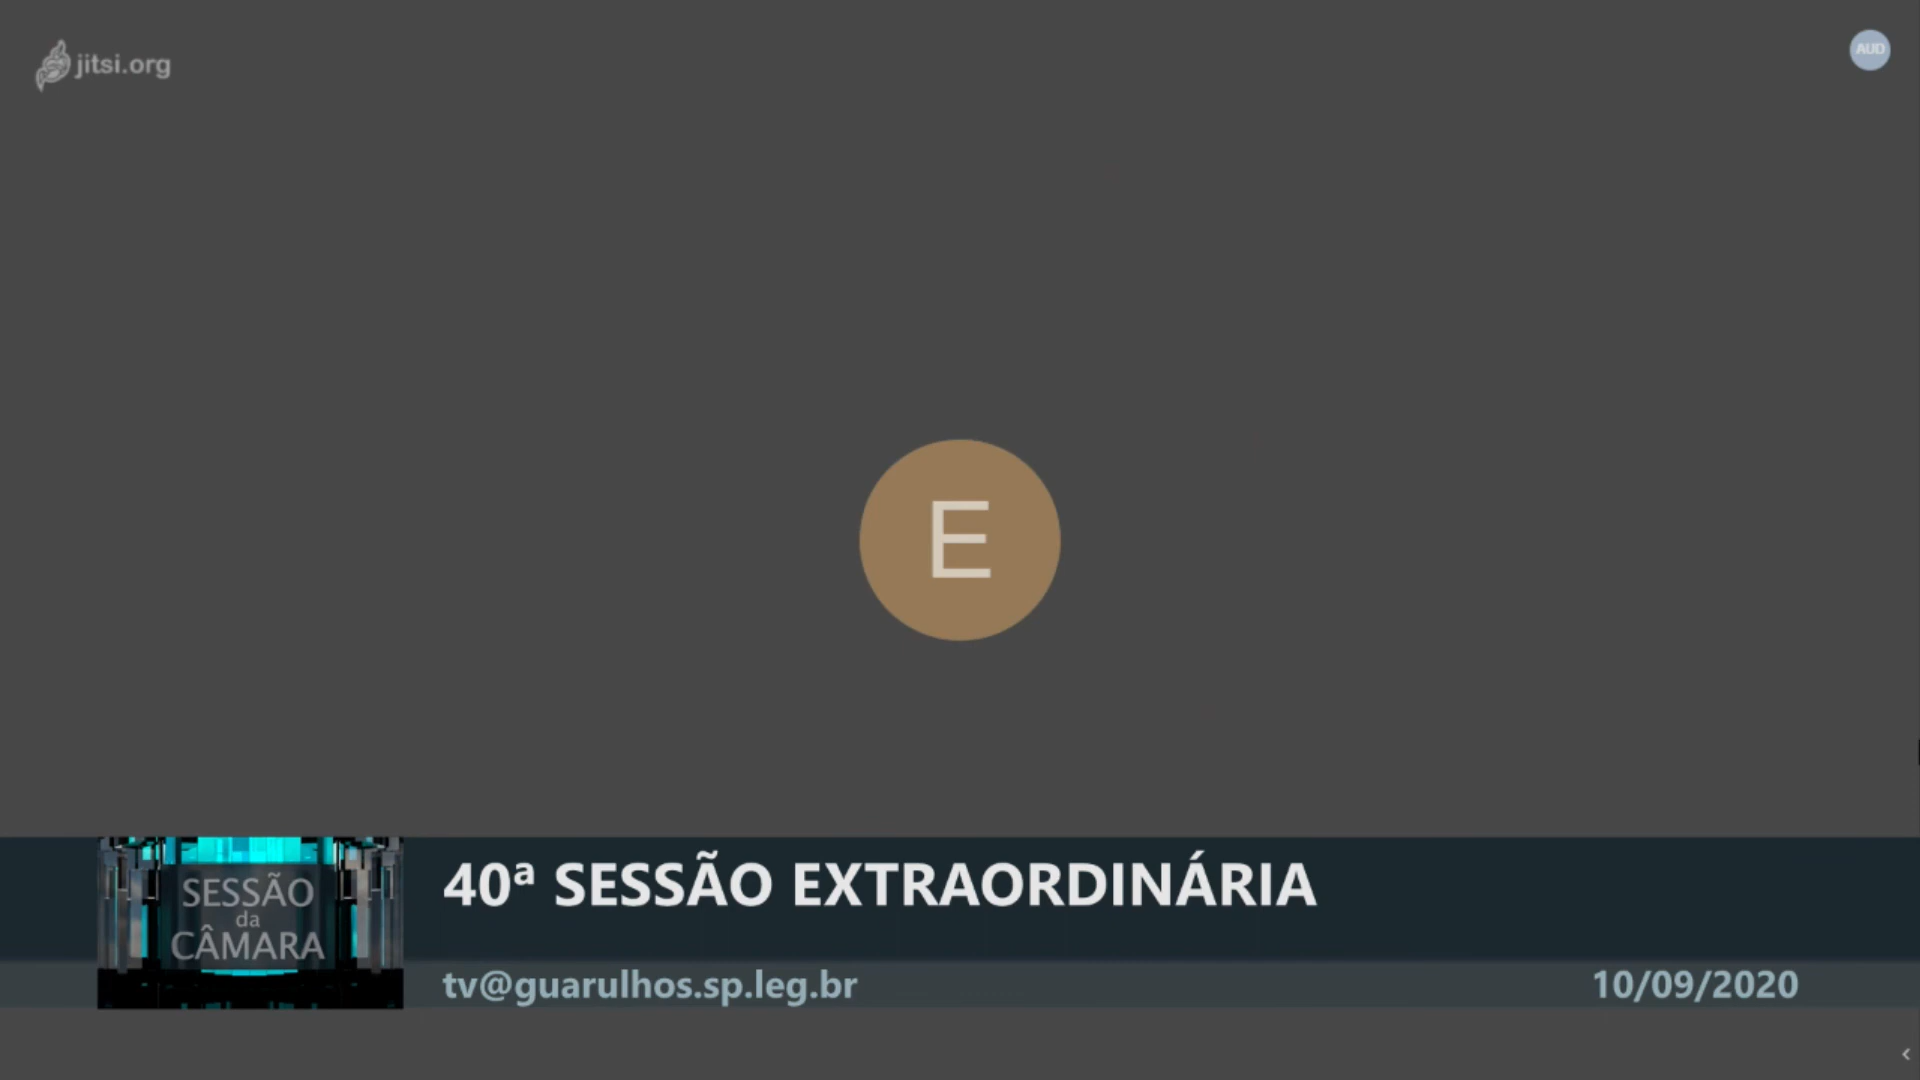 jitsi.org
AUD
E
SESSÃO
da
CÂMARA
40ª SESSÃO EXTRAORDINÁRIA
tv@guarulhos.sp.leg.br
10/09/2020